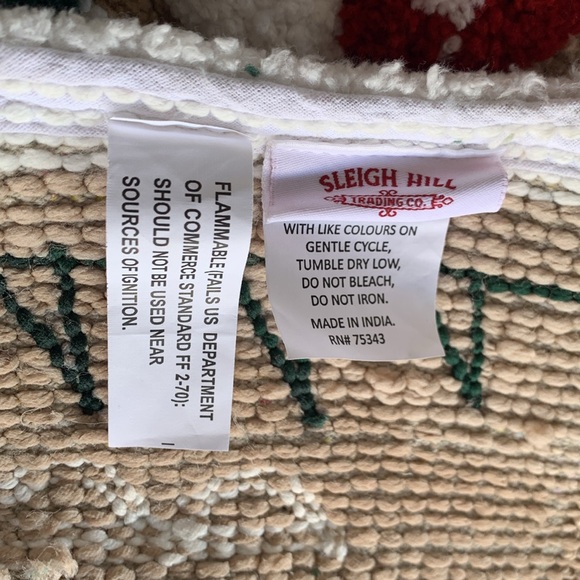 FLAMMABLE (FAILS US DEPARTMENT
OF COMMERCE STANDARD FF 2-70):
SHOULD NOT BE USED NEAR
SOURCES OF IGNITION.
I
SLEIGH HILL
TRADING CO.
WITH LIKE COLOURS ON
GENTLE CYCLE,
TUMBLE DRY LOW,
DO NOT BLEACH,
DO NOT IRON.
MADE IN INDIA.
RN# 75343